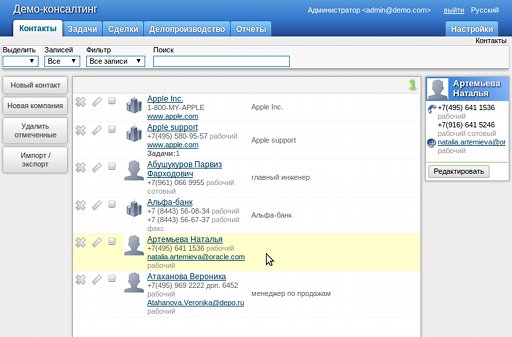 Демо-консалтинг
Администратор <admin@demo.com>
выйти
Русский
Контакты
Задачи
Сделки
Делопроизводство
Отчеты
Настройки
Контакты
Выделить
Записей
Фильтр
Поиск
Все
Все записи
Новый контакт
Новая компания
Удалить
отмеченные
Импорт /
экспорт
1
Apple Inc.
1-800-MY-APPLE
www.apple.com
Apple Inc.
Apple support
+7(495) 580-95-57 рабочий
www.apple.com
Задачи:1
Apple support
Абушукуров Парвиз
Фарходович
+7(961) 066 9955 рабочий
сотовый
главный инженер
Альфа-банк
+7 (8443) 56-08-34 рабочий
+7 (8443) 56-67-37 рабочий
факс
Альфа-банк
Артемьева Наталья
+7(495) 641 1536 рабочий
natalia.artemieva@oracle.com
рабочий
Атаханова Вероника
+7(495) 969 2222 доп. 6452
рабочий
Atahanova.Veronika@depo.ru
рабочий
менеджер по продажам
Артемьева
Наталья
+7(495) 641 1536
рабочий
+7(916) 641 5246
рабочий сотовый
natalia.artemieva@or
рабочий
Редактировать